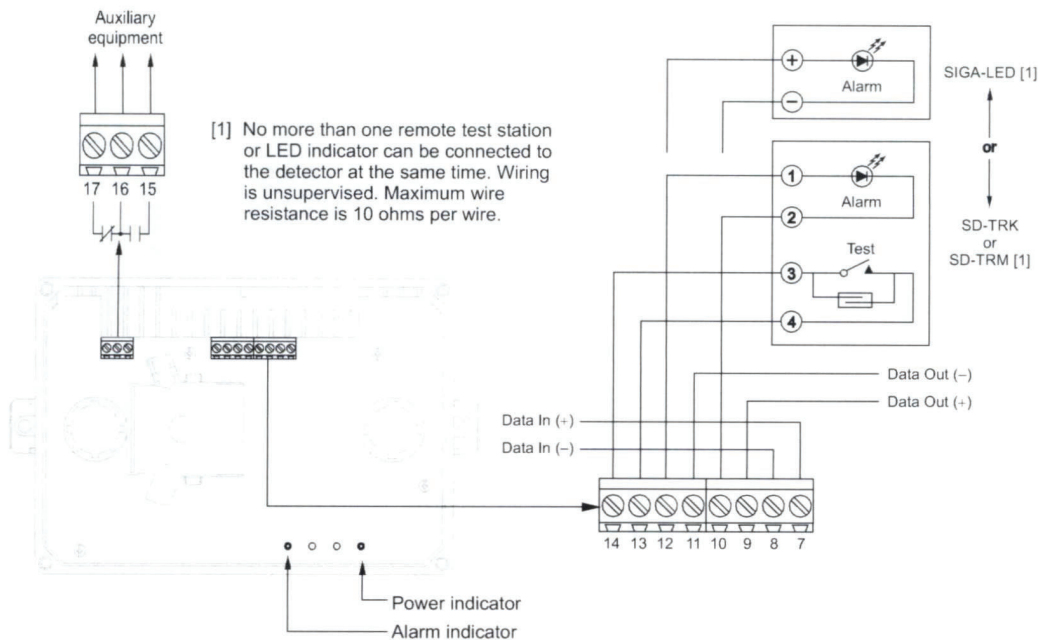 Auxiliary
equipment
17 16 15
[1] No more than one remote test station
or LED indicator can be connected to
the detector at the same time. Wiring
is unsupervised. Maximum wire
resistance is 10 ohms per wire.
+
Alarm
−
SIGA-LED [1]
or
SD-TRK
or
SD-TRM [1]
1
Alarm
2
Test
3
4
Data Out (−)
Data Out (+)
Data In (+)
Data In (−)
14 13 12 11 10 9 8 7
Power indicator
Alarm indicator